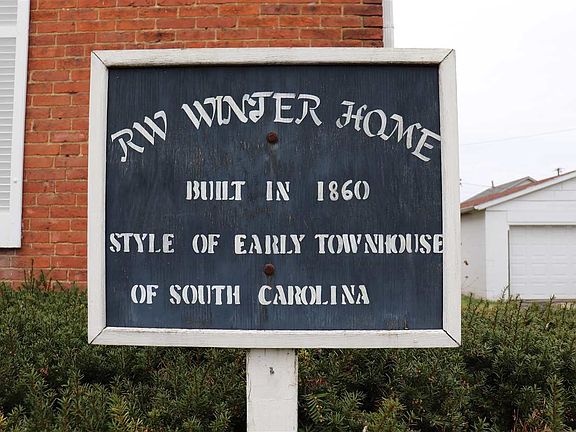 RW WINTER HOME
BUILT IN 1860
STYLE OF EARLY TOWNHOUSE
OF SOUTH CAROLINA